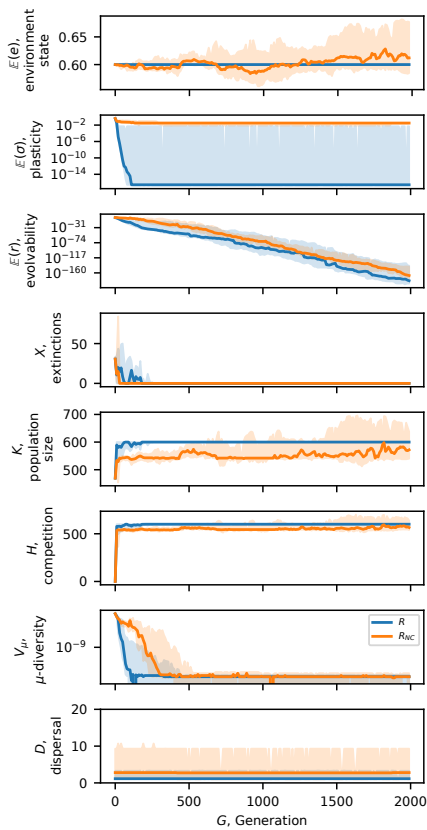 𝔼(e),
environment
state
0.65
0.60
𝔼(σ),
plasticity
10⁻²
10⁻⁶
10⁻¹⁰
10⁻¹⁴
𝔼(r),
evolvability
10⁻³¹
10⁻⁷⁴
10⁻¹¹⁷
10⁻¹⁶⁰
X,
extinctions
50
0
K,
population
size
700
600
500
H,
competition
500
0
V_μ,
μ-diversity
10⁻⁹
R
R_NC
D,
dispersal
20
10
0
0 500 1000 1500 2000
G, Generation